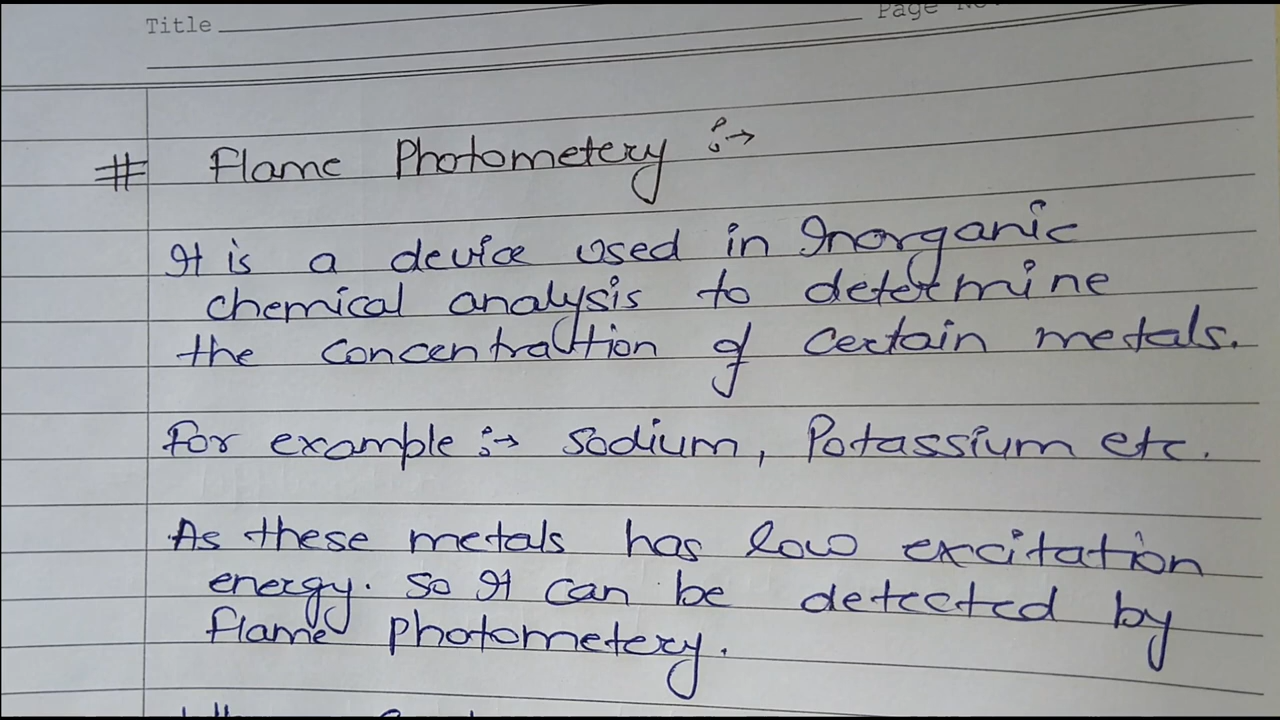 Title
Page No
# Flame Photometery :→
It is a device used in Inorganic
chemical analysis to determine
the concentration of certain metals.
For example :→ Sodium, Potassium etc.
As these metals has low excitation
energy. So It can be detected by
flame photometery.